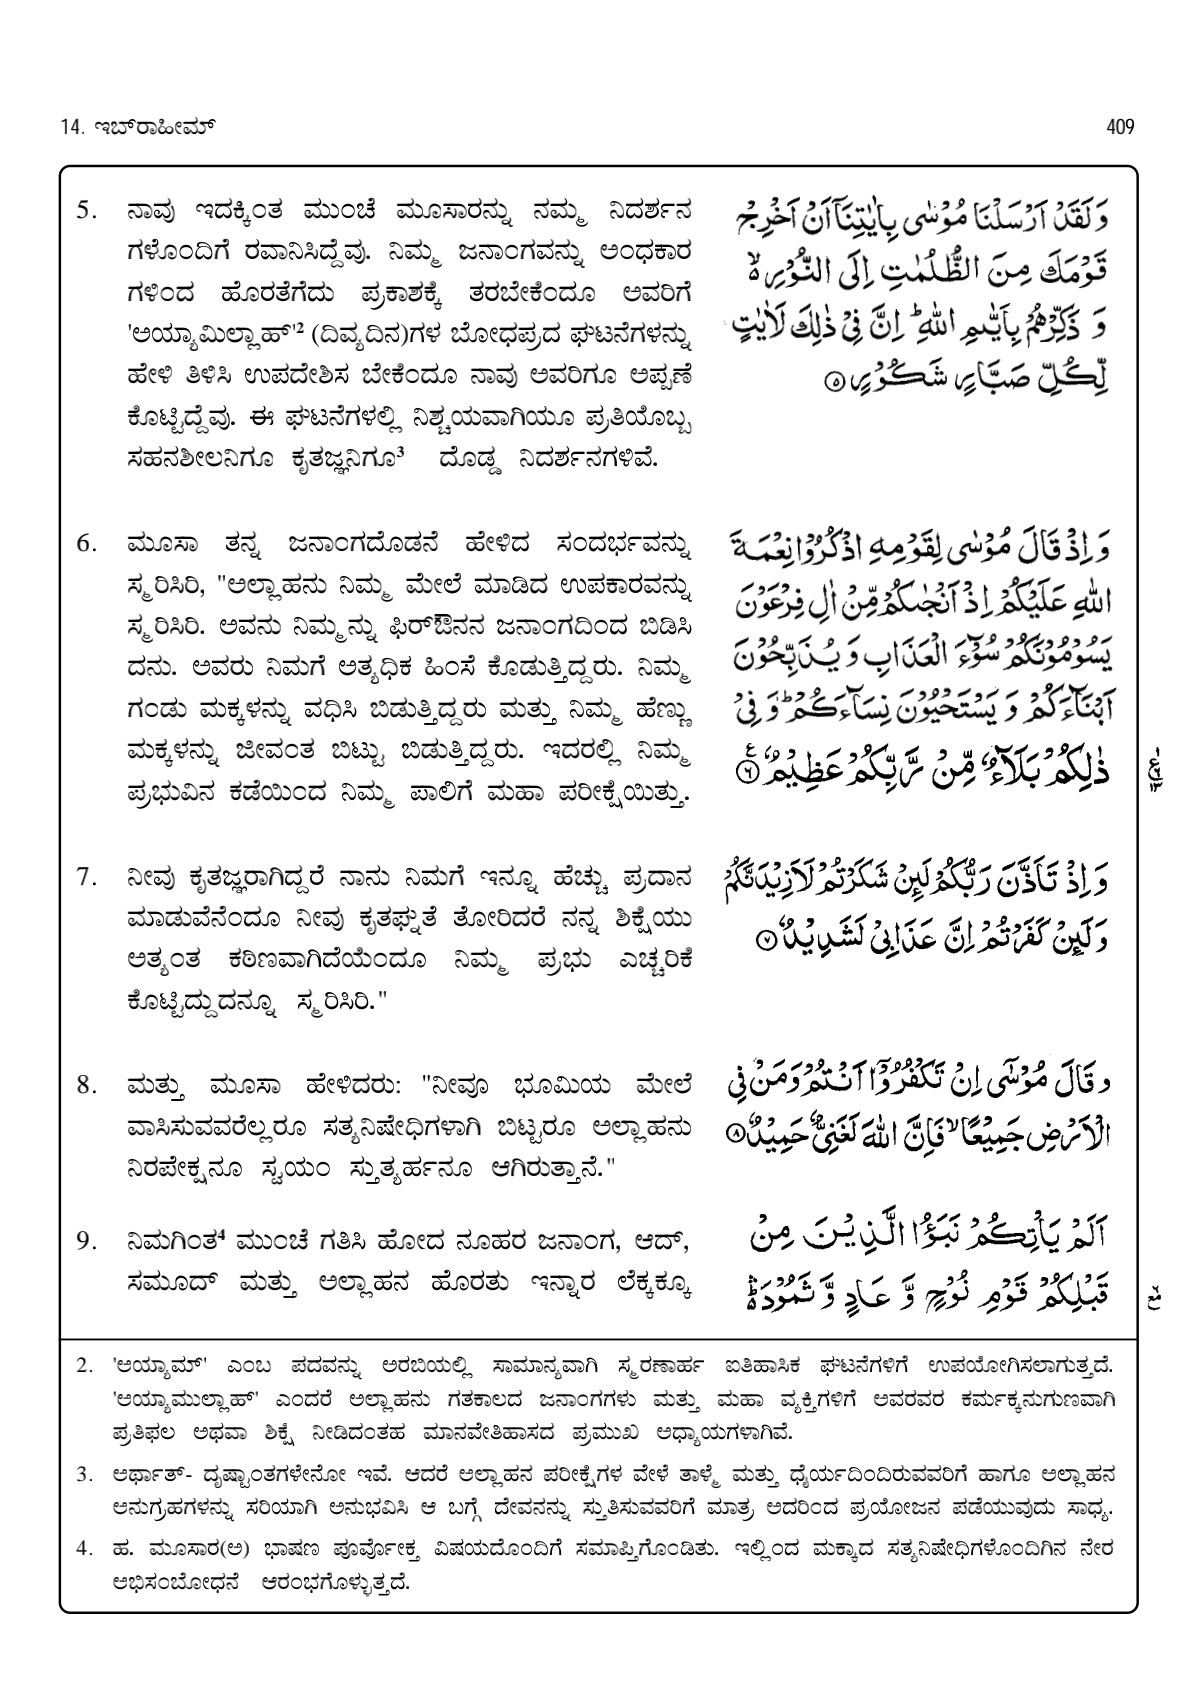 14. ಇಬ್‌ರಾಹೀಮ್
409
5. ನಾವು ಇದಕ್ಕಿಂತ ಮುಂಚೆ ಮೂಸಾರನ್ನು ನಮ್ಮ ನಿದರ್ಶನ
ಗಳೊಂದಿಗೆ ರವಾನಿಸಿದ್ದೆವು. ನಿಮ್ಮ ಜನಾಂಗವನ್ನು ಅಂಧಕಾರ
ಗಳಿಂದ ಹೊರತೆಗೆದು ಪ್ರಕಾಶಕ್ಕೆ ತರಬೇಕೆಂದೂ ಅವರಿಗೆ
'ಅಯ್ಯಾಮಿಲ್ಲಾಹ್'² (ದಿವ್ಯದಿನ)ಗಳ ಬೋಧಪ್ರದ ಘಟನೆಗಳನ್ನು
ಹೇಳಿ ತಿಳಿಸಿ ಉಪದೇಶಿಸ ಬೇಕೆಂದೂ ನಾವು ಅವರಿಗೂ ಅಪ್ಪಣೆ
ಕೊಟ್ಟಿದ್ದೆವು. ಈ ಘಟನೆಗಳಲ್ಲಿ ನಿಶ್ಚಯವಾಗಿಯೂ ಪ್ರತಿಯೊಬ್ಬ
ಸಹನಶೀಲನಿಗೂ ಕೃತಜ್ಞನಿಗೂ³ ದೊಡ್ಡ ನಿದರ್ಶನಗಳಿವೆ.
وَلَقَدْ اَرْسَلْنَا مُوْسٰى بِاٰيٰتِنَاۤ اَنْ اَخْرِجْ
قَوْمَكَ مِنَ الظُّلُمٰتِ اِلَى النُّوْرِ ۙ
وَ ذَكِّرْهُمْ بِاَيّٰىمِ اللّٰهِ ؕ اِنَّ فِىْ ذٰلِكَ لَاٰيٰتٍ
لِّكُلِّ صَبَّارٍ شَكُوْرٍ ۵
6. ಮೂಸಾ ತನ್ನ ಜನಾಂಗದೊಡನೆ ಹೇಳಿದ ಸಂದರ್ಭವನ್ನು
ಸ್ಮರಿಸಿರಿ, "ಅಲ್ಲಾಹನು ನಿಮ್ಮ ಮೇಲೆ ಮಾಡಿದ ಉಪಕಾರವನ್ನು
ಸ್ಮರಿಸಿರಿ. ಅವನು ನಿಮ್ಮನ್ನು ಫಿರ್‌ಔನನ ಜನಾಂಗದಿಂದ ಬಿಡಿಸಿ
ದನು. ಅವರು ನಿಮಗೆ ಅತ್ಯಧಿಕ ಹಿಂಸೆ ಕೊಡುತ್ತಿದ್ದರು. ನಿಮ್ಮ
ಗಂಡು ಮಕ್ಕಳನ್ನು ವಧಿಸಿ ಬಿಡುತ್ತಿದ್ದರು ಮತ್ತು ನಿಮ್ಮ ಹೆಣ್ಣು
ಮಕ್ಕಳನ್ನು ಜೀವಂತ ಬಿಟ್ಟು ಬಿಡುತ್ತಿದ್ದರು. ಇದರಲ್ಲಿ ನಿಮ್ಮ
ಪ್ರಭುವಿನ ಕಡೆಯಿಂದ ನಿಮ್ಮ ಪಾಲಿಗೆ ಮಹಾ ಪರೀಕ್ಷೆಯಿತ್ತು.
وَ اِذْ قَالَ مُوْسٰى لِقَوْمِهِ اذْكُرُوْا نِعْمَةَ
اللّٰهِ عَلَيْكُمْ اِذْ اَنْجٰىكُمْ مِّنْ اٰلِ فِرْعَوْنَ
يَسُوْمُوْنَكُمْ سُوْٓءَ الْعَذَابِ وَ يُذَبِّحُوْنَ
اَبْنَآءَكُمْ وَ يَسْتَحْيُوْنَ نِسَآءَكُمْ ؕ وَ فِىْ
ذٰلِكُمْ بَلَآءٌ مِّنْ رَّبِّكُمْ عَظِيْمٌ ۶
7. ನೀವು ಕೃತಜ್ಞರಾಗಿದ್ದರೆ ನಾನು ನಿಮಗೆ ಇನ್ನೂ ಹೆಚ್ಚು ಪ್ರದಾನ
ಮಾಡುವೆನೆಂದೂ ನೀವು ಕೃತಘ್ನತೆ ತೋರಿದರೆ ನನ್ನ ಶಿಕ್ಷೆಯು
ಅತ್ಯಂತ ಕಠಿಣವಾಗಿದೆಯೆಂದೂ ನಿಮ್ಮ ಪ್ರಭು ಎಚ್ಚರಿಕೆ
ಕೊಟ್ಟಿದ್ದುದನ್ನೂ ಸ್ಮರಿಸಿರಿ."
وَ اِذْ تَاَذَّنَ رَبُّكُمْ لَئِنْ شَكَرْتُمْ لَاَزِيْدَنَّكُمْ
وَلَئِنْ كَفَرْتُمْ اِنَّ عَذَابِىْ لَشَدِيْدٌ ۷
8. ಮತ್ತು ಮೂಸಾ ಹೇಳಿದರು: "ನೀವೂ ಭೂಮಿಯ ಮೇಲೆ
ವಾಸಿಸುವವರೆಲ್ಲರೂ ಸತ್ಯನಿಷೇಧಿಗಳಾಗಿ ಬಿಟ್ಟರೂ ಅಲ್ಲಾಹನು
ನಿರಪೇಕ್ಷನೂ ಸ್ವಯಂ ಸ್ತುತ್ಯರ್ಹನೂ ಆಗಿರುತ್ತಾನೆ."
وَ قَالَ مُوْسٰٓى اِنْ تَكْفُرُوْۤا اَنْتُمْ وَمَنْ فِى
الْاَرْضِ جَمِيْعًا ۙ فَاِنَّ اللّٰهَ لَغَنِىٌّ حَمِيْدٌ ۸
9. ನಿಮಗಿಂತ⁴ ಮುಂಚೆ ಗತಿಸಿ ಹೋದ ನೂಹರ ಜನಾಂಗ, ಆದ್,
ಸಮೂದ್ ಮತ್ತು ಅಲ್ಲಾಹನ ಹೊರತು ಇನ್ನಾರ ಲೆಕ್ಕಕ್ಕೂ
اَلَمْ يَاْتِكُمْ نَبَؤُا الَّذِيْنَ مِنْ
قَبْلِكُمْ قَوْمِ نُوْحٍ وَّ عَادٍ وَّ ثَمُوْدَ ۛؕ
2. 'ಅಯ್ಯಾಮ್' ಎಂಬ ಪದವನ್ನು ಅರಬಿಯಲ್ಲಿ ಸಾಮಾನ್ಯವಾಗಿ ಸ್ಮರಣಾರ್ಹ ಐತಿಹಾಸಿಕ ಘಟನೆಗಳಿಗೆ ಉಪಯೋಗಿಸಲಾಗುತ್ತದೆ.
'ಅಯ್ಯಾಮುಲ್ಲಾಹ್' ಎಂದರೆ ಅಲ್ಲಾಹನು ಗತಕಾಲದ ಜನಾಂಗಗಳು ಮತ್ತು ಮಹಾ ವ್ಯಕ್ತಿಗಳಿಗೆ ಅವರವರ ಕರ್ಮಕ್ಕನುಗುಣವಾಗಿ
ಪ್ರತಿಫಲ ಅಥವಾ ಶಿಕ್ಷೆ ನೀಡಿದಂತಹ ಮಾನವೇತಿಹಾಸದ ಪ್ರಮುಖ ಅಧ್ಯಾಯಗಳಾಗಿವೆ.
3. ಅರ್ಥಾತ್- ದೃಷ್ಟಾಂತಗಳೇನೋ ಇವೆ. ಆದರೆ ಅಲ್ಲಾಹನ ಪರೀಕ್ಷೆಗಳ ವೇಳೆ ತಾಳ್ಮೆ ಮತ್ತು ಧೈರ್ಯದಿಂದಿರುವವರಿಗೆ ಹಾಗೂ ಅಲ್ಲಾಹನ
ಅನುಗ್ರಹಗಳನ್ನು ಸರಿಯಾಗಿ ಅನುಭವಿಸಿ ಆ ಬಗ್ಗೆ ದೇವನನ್ನು ಸ್ತುತಿಸುವವರಿಗೆ ಮಾತ್ರ ಅದರಿಂದ ಪ್ರಯೋಜನ ಪಡೆಯುವುದು ಸಾಧ್ಯ.
4. ಹ. ಮೂಸಾರ(ಅ) ಭಾಷಣ ಪೂರ್ವೋಕ್ತ ವಿಷಯದೊಂದಿಗೆ ಸಮಾಪ್ತಿಗೊಂಡಿತು. ಇಲ್ಲಿಂದ ಮಕ್ಕಾದ ಸತ್ಯನಿಷೇಧಿಗಳೊಂದಿಗಿನ ನೇರ
ಅಭಿಸಂಬೋಧನೆ ಆರಂಭಗೊಳ್ಳುತ್ತದೆ.